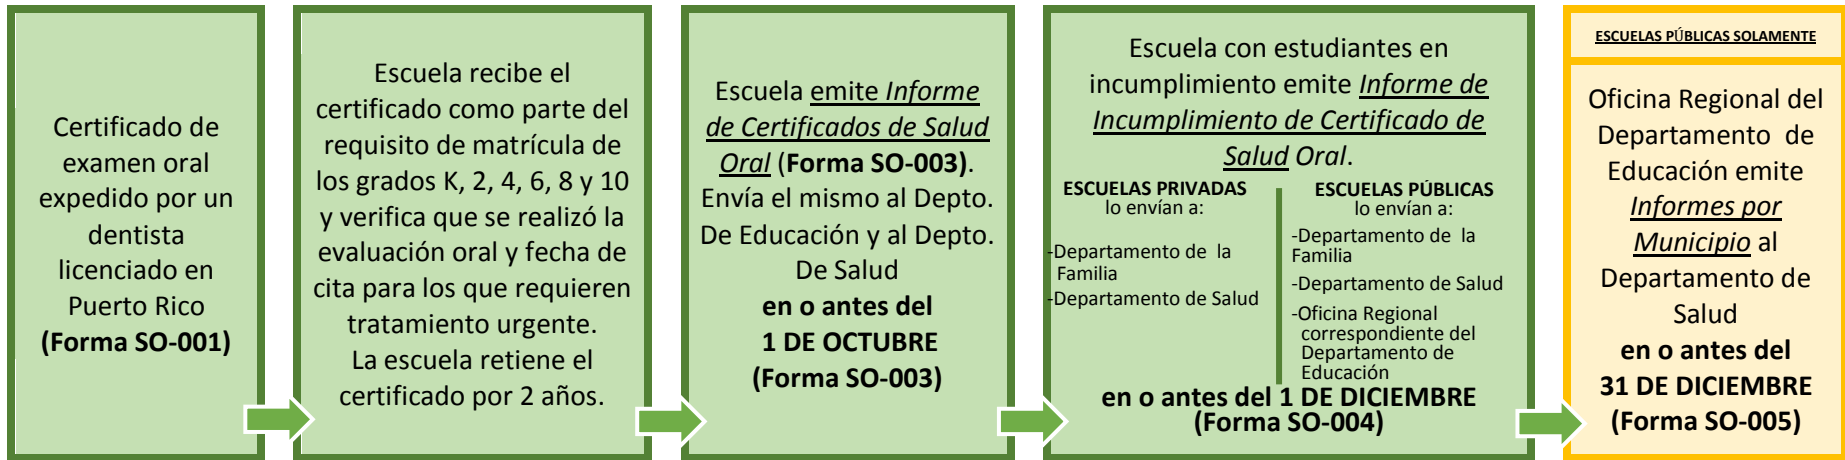 Certificado de
examen oral
expedido por un
dentista
licenciado en
Puerto Rico
(Forma SO-001)
Escuela recibe el
certificado como parte del
requisito de matrícula de
los grados K, 2, 4, 6, 8 y 10
y verifica que se realizó la
evaluación oral y fecha de
cita para los que requieren
tratamiento urgente.
La escuela retiene el
certificado por 2 años.
Escuela emite Informe
de Certificados de Salud
Oral (Forma SO-003).
Envía el mismo al Depto.
De Educación y al Depto.
De Salud
en o antes del
1 DE OCTUBRE
(Forma SO-003)
Escuela con estudiantes en
incumplimiento emite Informe de
Incumplimiento de Certificado de
Salud Oral.
ESCUELAS PRIVADAS
lo envían a:
-Departamento de la
Familia
-Departamento de Salud
ESCUELAS PÚBLICAS
lo envían a:
-Departamento de la
Familia
-Departamento de Salud
-Oficina Regional
correspondiente del
Departamento de
Educación
en o antes del 1 DE DICIEMBRE
(Forma SO-004)
ESCUELAS PÚBLICAS SOLAMENTE
Oficina Regional del
Departamento de
Educación emite
Informes por
Municipio al
Departamento de
Salud
en o antes del
31 DE DICIEMBRE
(Forma SO-005)